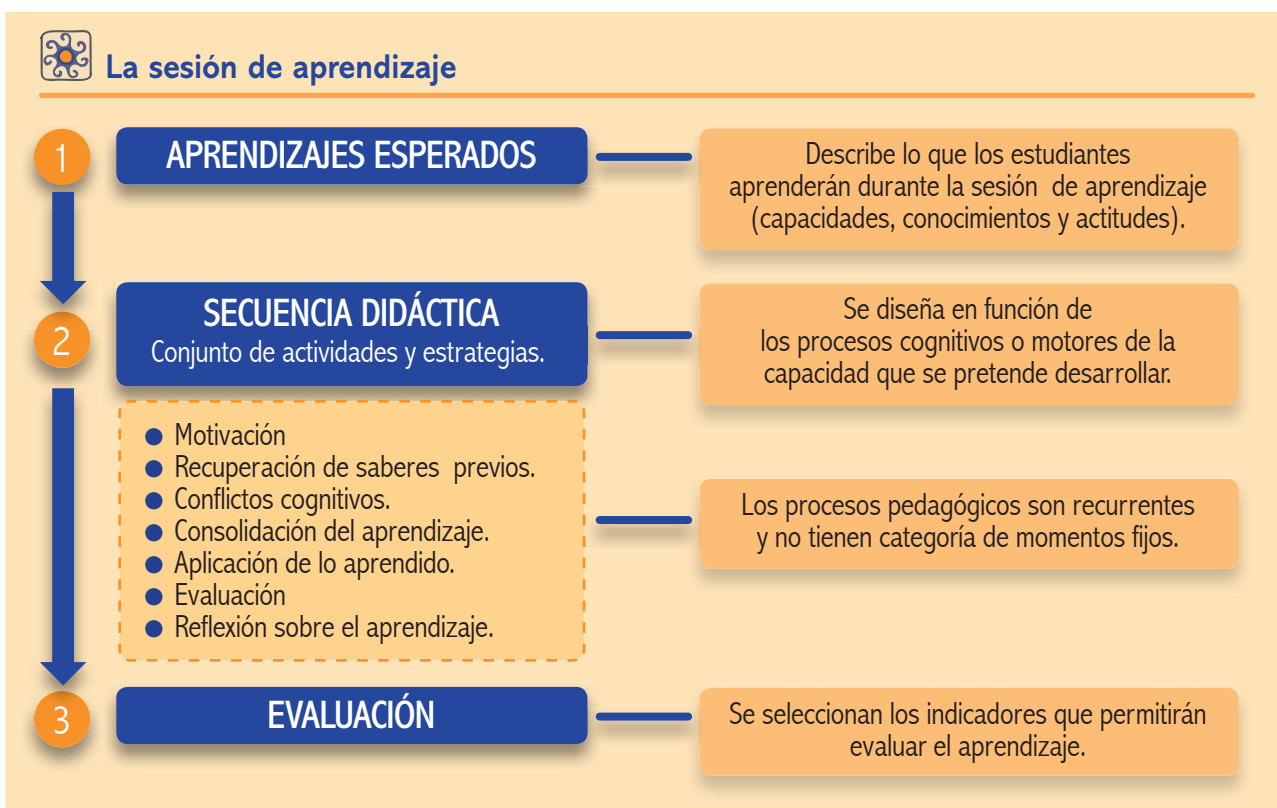 La sesión de aprendizaje
1
APRENDIZAJES ESPERADOS
Describe lo que los estudiantes
aprenderán durante la sesión de aprendizaje
(capacidades, conocimientos y actitudes).
2
SECUENCIA DIDÁCTICA
Conjunto de actividades y estrategias.
Se diseña en función de
los procesos cognitivos o motores de la
capacidad que se pretende desarrollar.
● Motivación
● Recuperación de saberes previos.
● Conflictos cognitivos.
● Consolidación del aprendizaje.
● Aplicación de lo aprendido.
● Evaluación
● Reflexión sobre el aprendizaje.
Los procesos pedagógicos son recurrentes
y no tienen categoría de momentos fijos.
3
EVALUACIÓN
Se seleccionan los indicadores que permitirán
evaluar el aprendizaje.